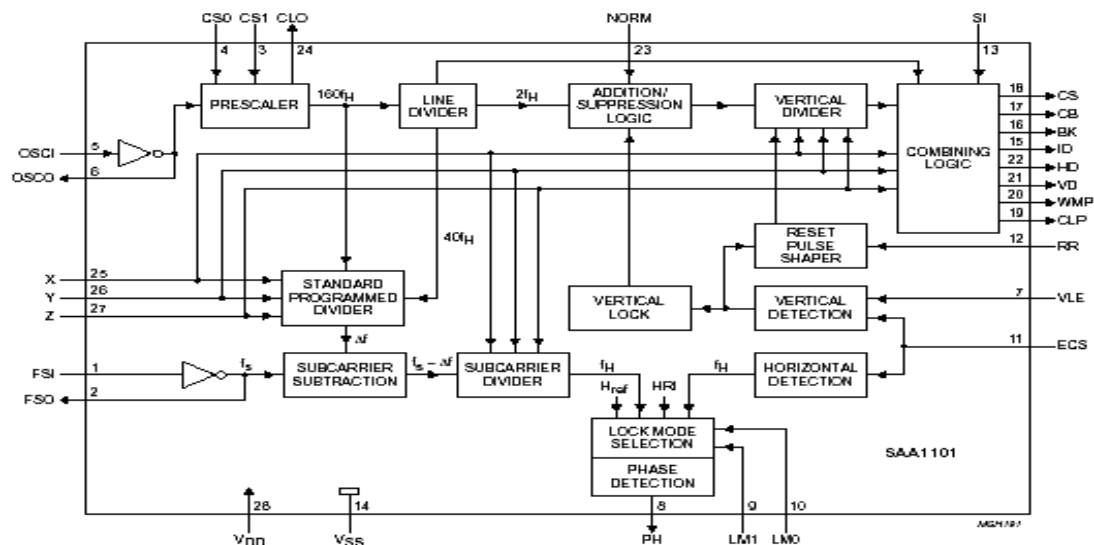 CS0 CS1 CLO NORM SI
4 3 24 23 13
PRESCALER
160fH
LINE
DIVIDER
2fH
ADDITION/
SUPPRESSION
LOGIC
VERTICAL
DIVIDER
COMBINING
LOGIC
18 CS
17 CB
16 BK
15 ID
22 HD
21 VD
20 WMP
19 CLP
OSCI 5
OSCO 6
40fH
RESET
PULSE
SHAPER
12 RR
X 25
Y 26
Z 27
STANDARD
PROGRAMMED
DIVIDER
VERTICAL
LOCK
VERTICAL
DETECTION
7 VLE
11 ECS
Δf
FSI 1
FSO 2
fs
SUBCARRIER
SUBTRACTION
fs – Δf
SUBCARRIER
DIVIDER
fH
Href
HRI
fH
HORIZONTAL
DETECTION
LOCK MODE
SELECTION
PHASE
DETECTION
SAA1101
28 14 8 9 10
VDD VSS PH LM1 LM0
MGH191